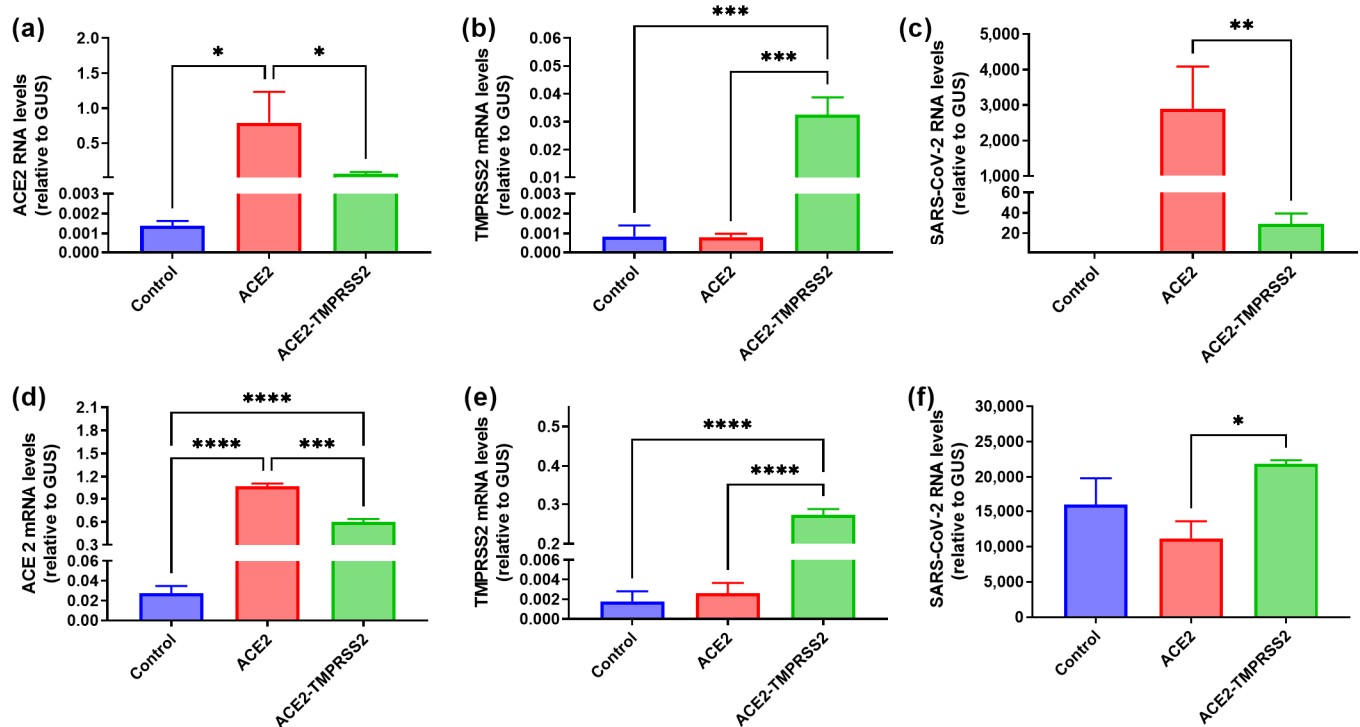 (a)
ACE2 RNA levels
(relative to GUS)
2.0
1.5
1.0
0.5
0.003
0.002
0.001
0.000
*
*
Control
ACE2
ACE2-TMPRSS2
(b)
TMPRSS2 mRNA levels
(relative to GUS)
0.06
0.05
0.04
0.03
0.02
0.01
0.003
0.002
0.001
0.000
***
***
Control
ACE2
ACE2-TMPRSS2
(c)
SARS-CoV-2 RNA levels
(relative to GUS)
5,000
4,000
3,000
2,000
1,000
60
40
20
**
Control
ACE2
ACE2-TMPRSS2
(d)
ACE 2 mRNA levels
(relative to GUS)
2.1
1.8
1.5
1.2
0.9
0.6
0.3
0.06
0.04
0.02
0.00
****
****
***
Control
ACE2
ACE2-TMPRSS2
(e)
TMPRSS2 mRNA levels
(relative to GUS)
0.5
0.4
0.3
0.2
0.006
0.004
0.002
0.000
****
****
Control
ACE2
ACE2-TMPRSS2
(f)
SARS-CoV-2 RNA levels
(relative to GUS)
30,000
25,000
20,000
15,000
10,000
5,000
0
*
Control
ACE2
ACE2-TMPRSS2